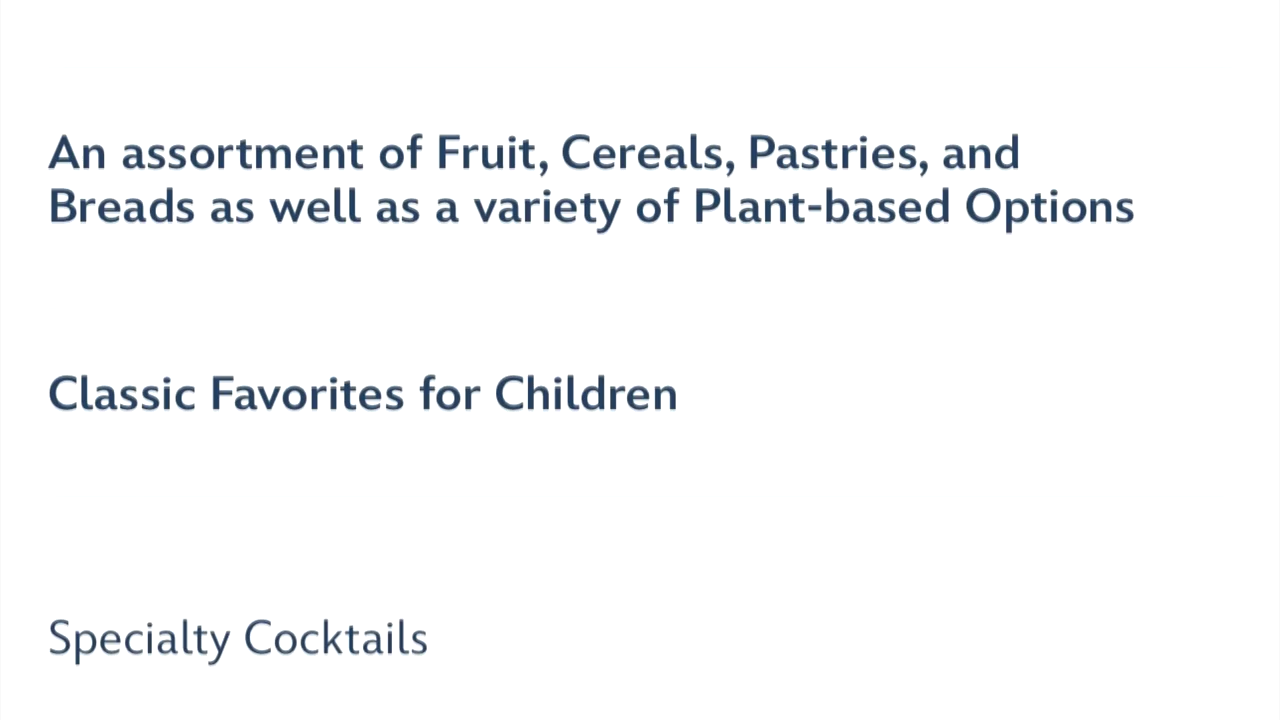 An assortment of Fruit, Cereals, Pastries, and
Breads as well as a variety of Plant-based Options
Classic Favorites for Children
Specialty Cocktails